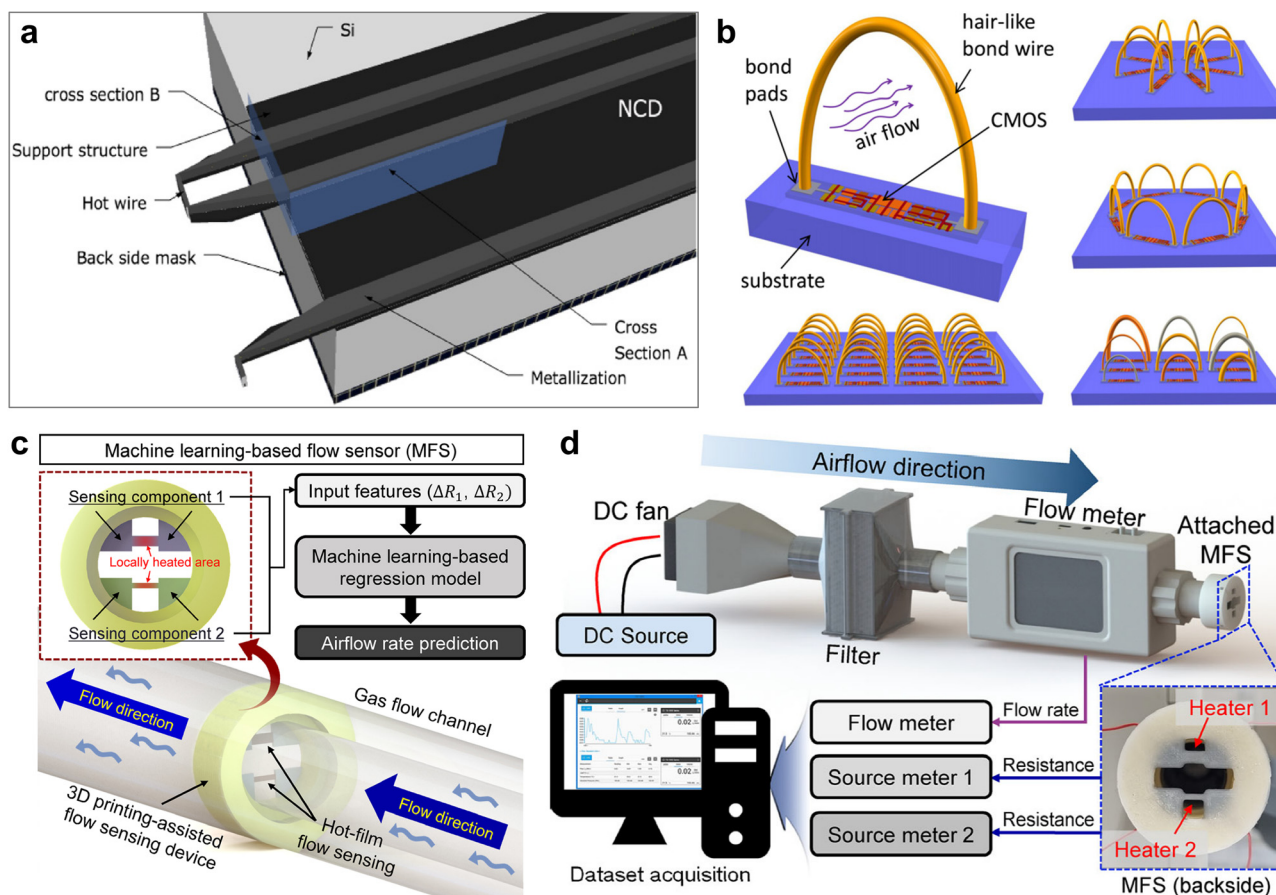 a
Si
cross section B
Support structure
Hot wire
Back side mask
NCD
Cross
Section A
Metallization
b
hair-like
bond wire
bond
pads
air flow
CMOS
substrate
c
Machine learning-based flow sensor (MFS)
Sensing component 1
Locally heated area
Sensing component 2
Input features (Δ𝑅₁, Δ𝑅₂)
Machine learning-based
regression model
Airflow rate prediction
Flow direction
Gas flow channel
Flow direction
3D printing-assisted
flow sensing device
Hot-film
flow sensing
d
Airflow direction
DC fan
Flow meter
Attached
MFS
DC Source
Filter
Flow rate
Flow meter
Resistance
Source meter 1
Resistance
Source meter 2
Heater 1
Heater 2
0.02
0.02
Dataset acquisition
MFS (backside)